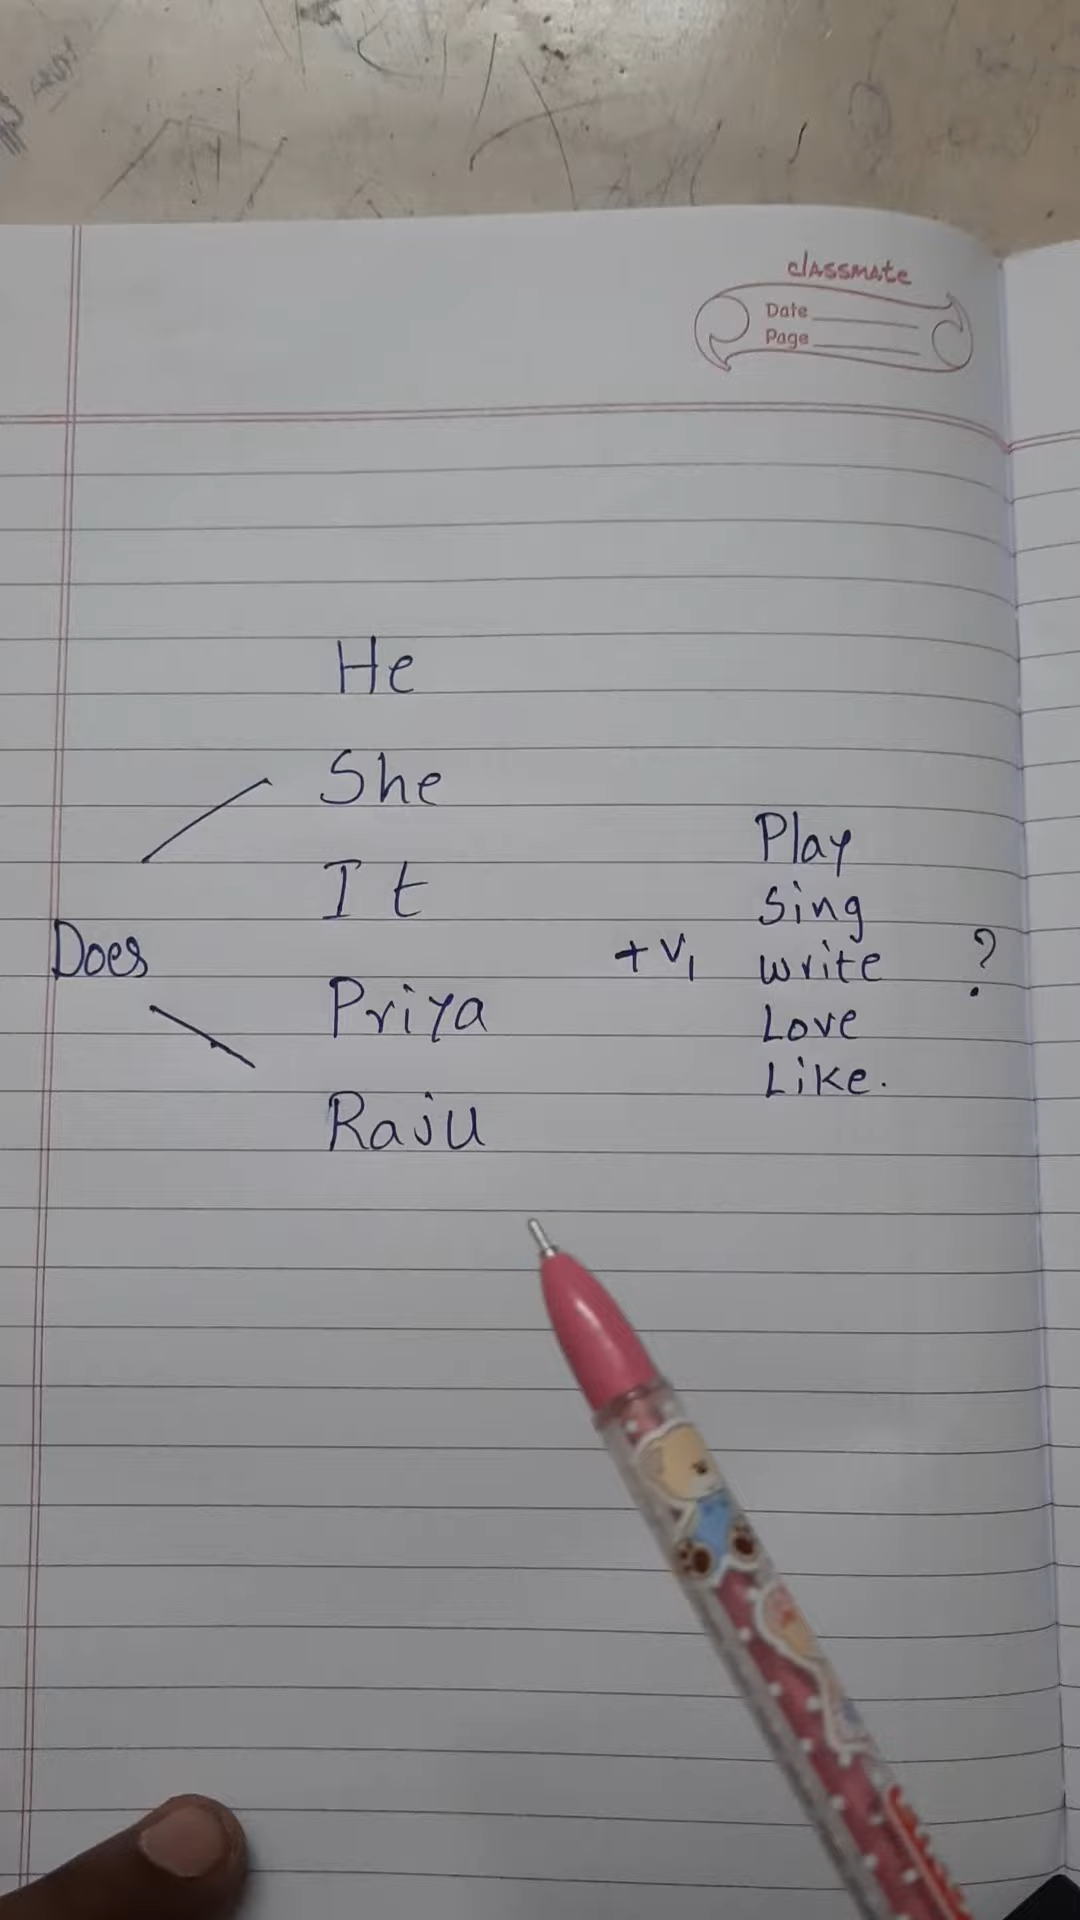 classmate
Date
Page
He
She
It
Does
Priya
Raju
+ V1
Play
Sing
write
Love
Like.
?